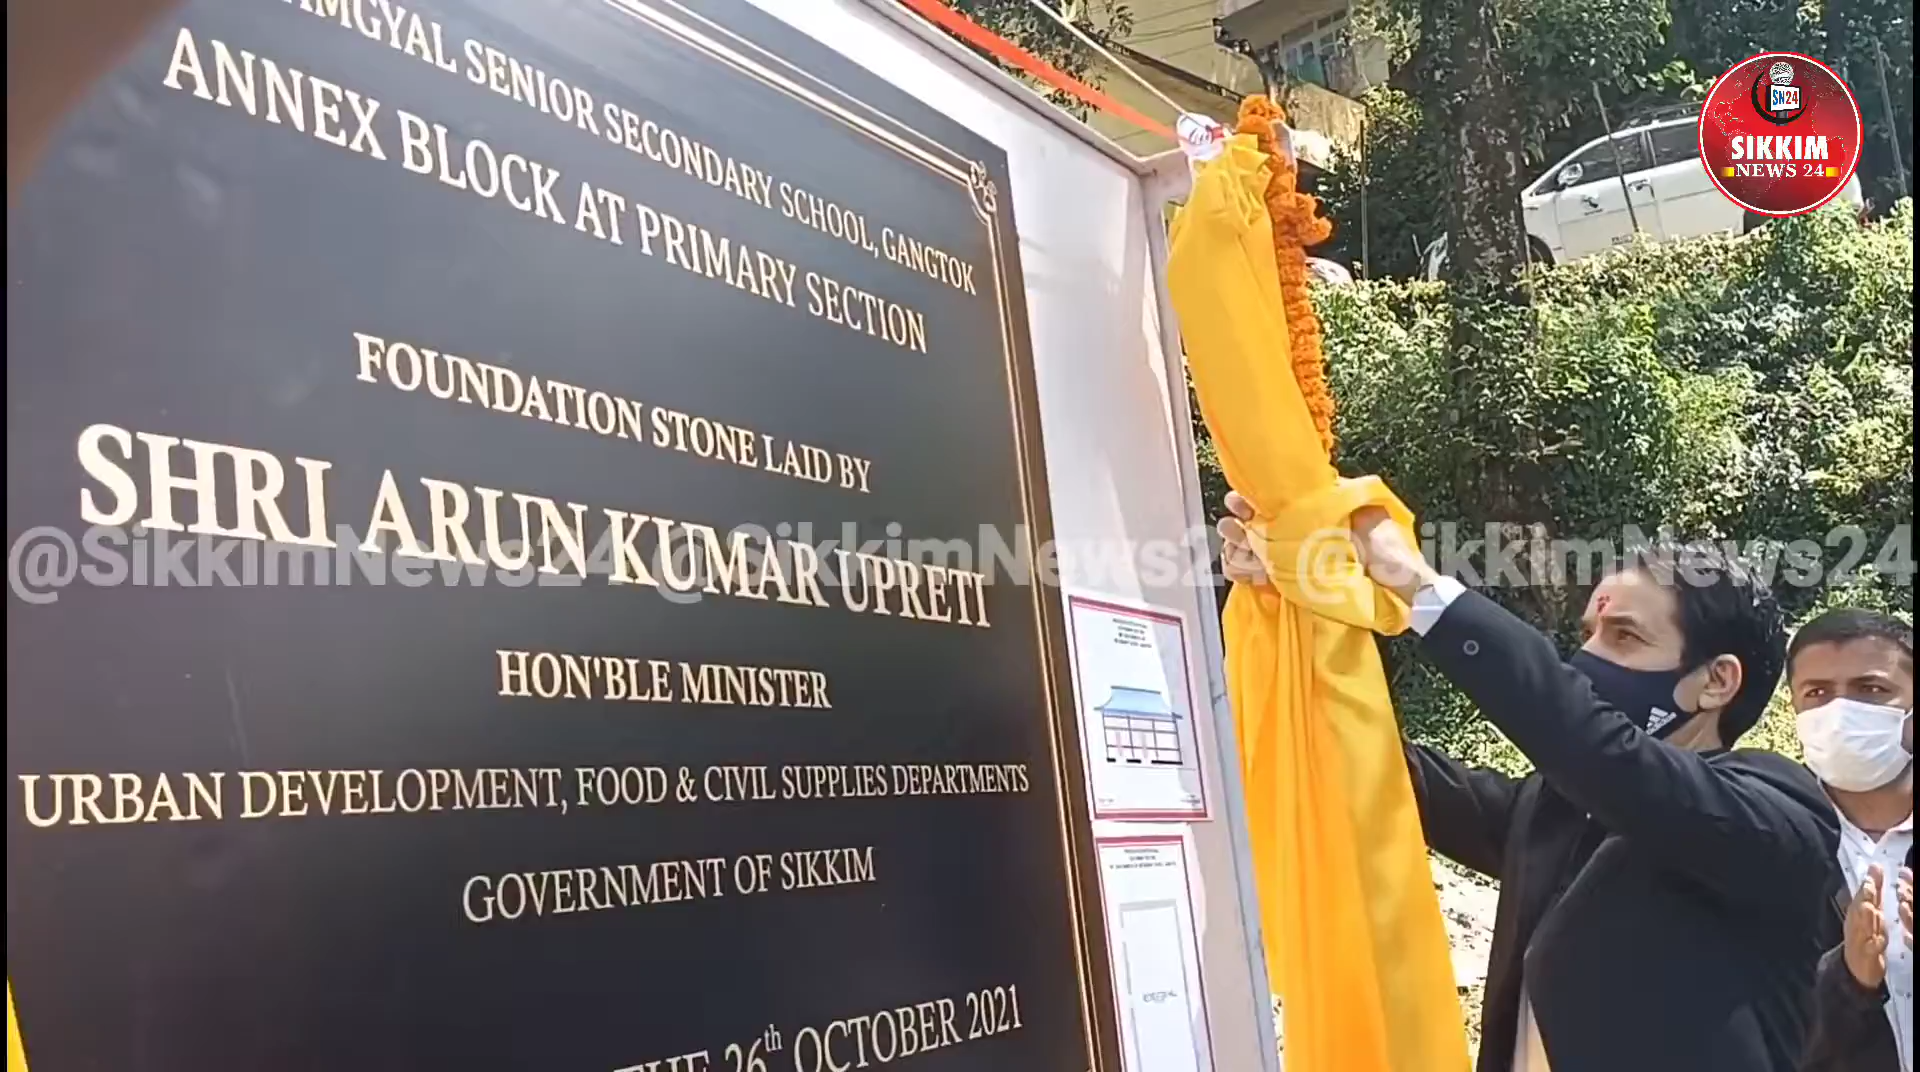 SENIOR SECONDARY SCHOOL, GANGTOK
ANNEX BLOCK AT PRIMARY SECTION
FOUNDATION STONE LAID BY
SHRI ARUN KUMAR UPRETI
HON'BLE MINISTER
URBAN DEVELOPMENT, FOOD & CIVIL SUPPLIES DEPARTMENTS
GOVERNMENT OF SIKKIM
THE 26th OCTOBER 2021
SN24
SIKKIM
NEWS 24
@SikkimNews24 @SikkimNews24 @SikkimNews24